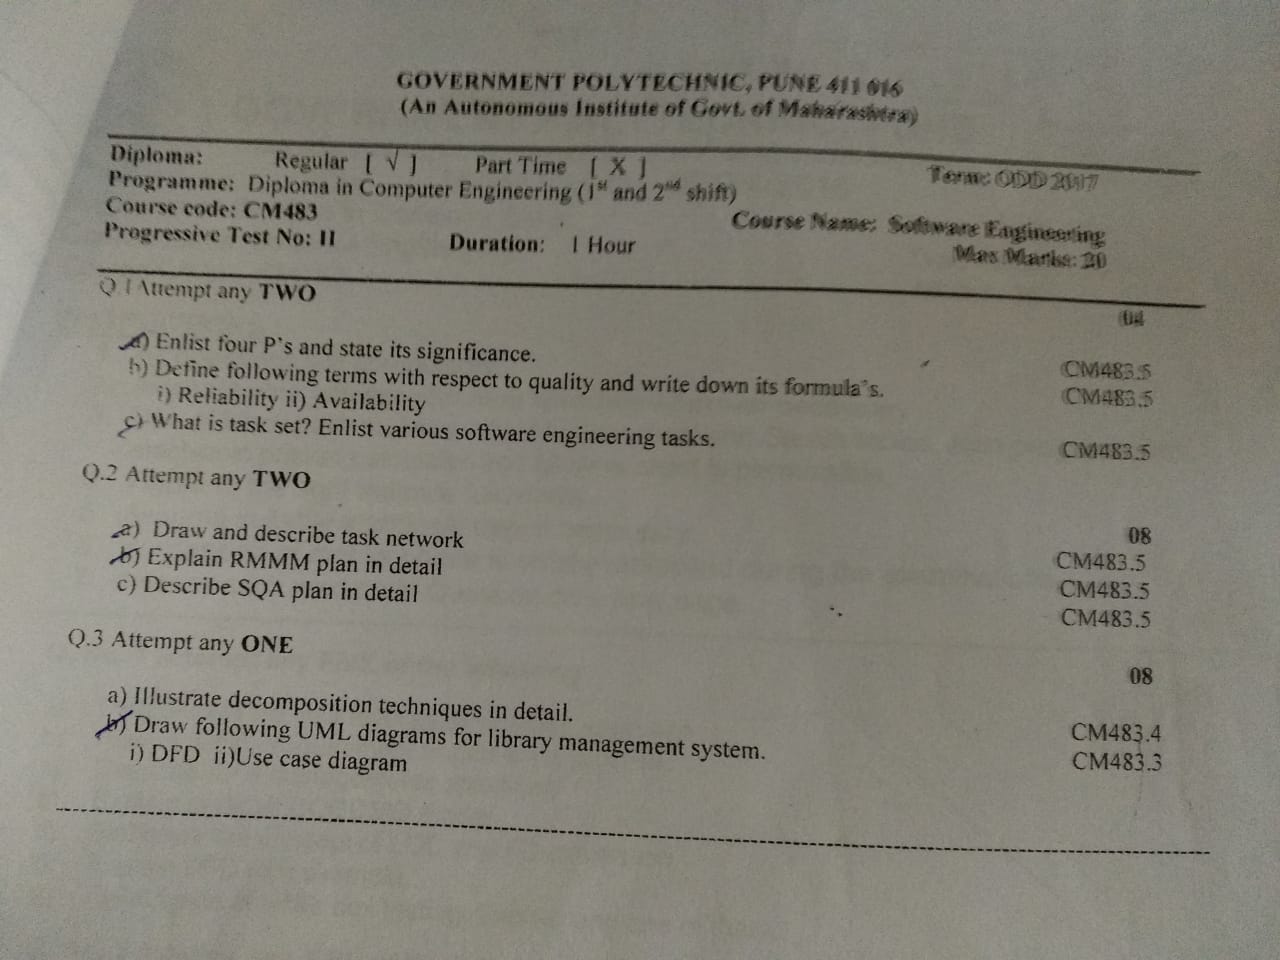 GOVERNMENT POLYTECHNIC, PUNE 411 016
(An Autonomous Institute of Govt. of Maharashtra)
Diploma: Regular [ √ ] Part Time [ X ] Term: ODD 2017
Programme: Diploma in Computer Engineering (1st and 2nd shift)
Course code: CM483 Course Name: Software Engineering
Progressive Test No: II Duration: 1 Hour Max Marks: 20
Q.1 Attempt any TWO 04
a) Enlist four P's and state its significance. CM483.5
b) Define following terms with respect to quality and write down its formula's. CM483.5
i) Reliability ii) Availability
c) What is task set? Enlist various software engineering tasks. CM483.5
Q.2 Attempt any TWO 08
a) Draw and describe task network CM483.5
b) Explain RMMM plan in detail CM483.5
c) Describe SQA plan in detail CM483.5
Q.3 Attempt any ONE 08
a) Illustrate decomposition techniques in detail. CM483.4
b) Draw following UML diagrams for library management system. CM483.3
i) DFD ii)Use case diagram